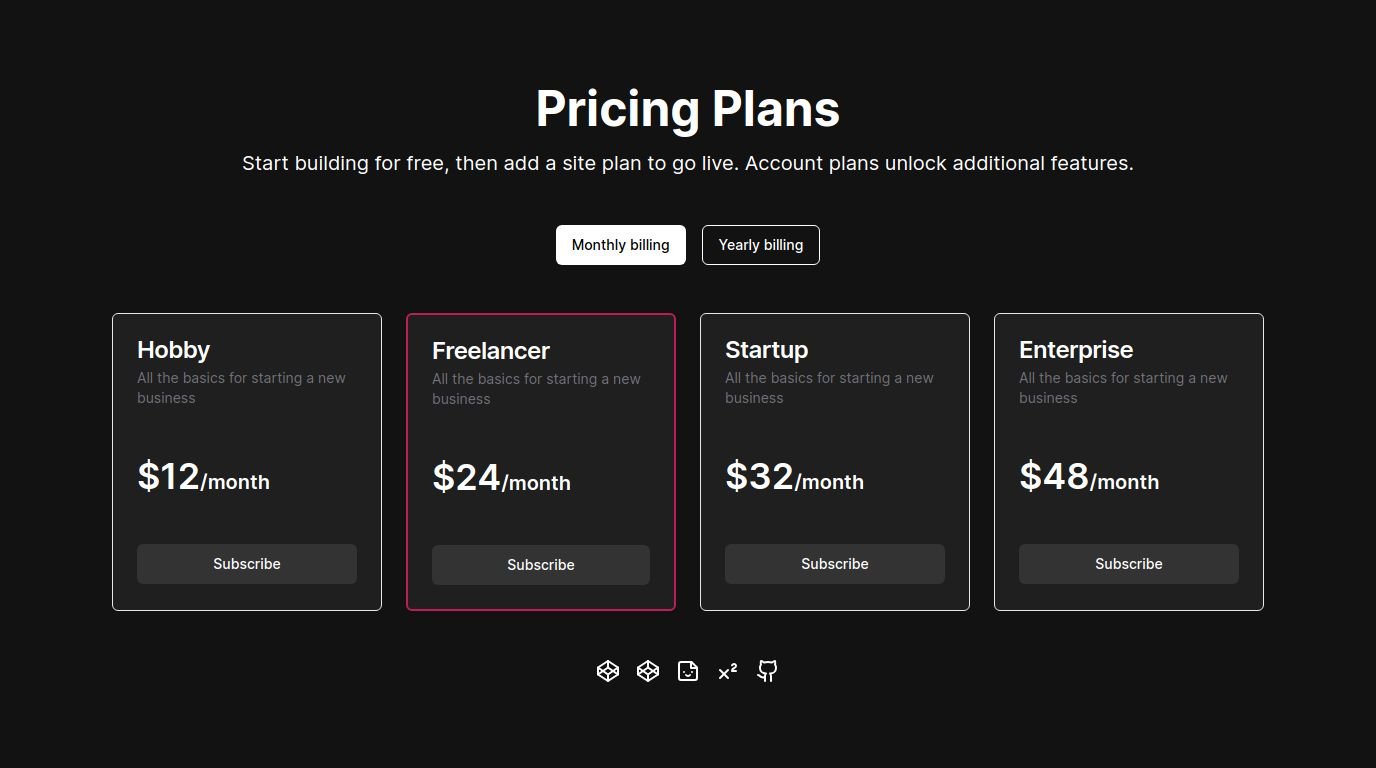 Pricing Plans
Start building for free, then add a site plan to go live. Account plans unlock additional features.
Monthly billing
Yearly billing
Hobby
All the basics for starting a new
business
$12/month
Subscribe
Freelancer
All the basics for starting a new
business
$24/month
Subscribe
Startup
All the basics for starting a new
business
$32/month
Subscribe
Enterprise
All the basics for starting a new
business
$48/month
Subscribe
x²